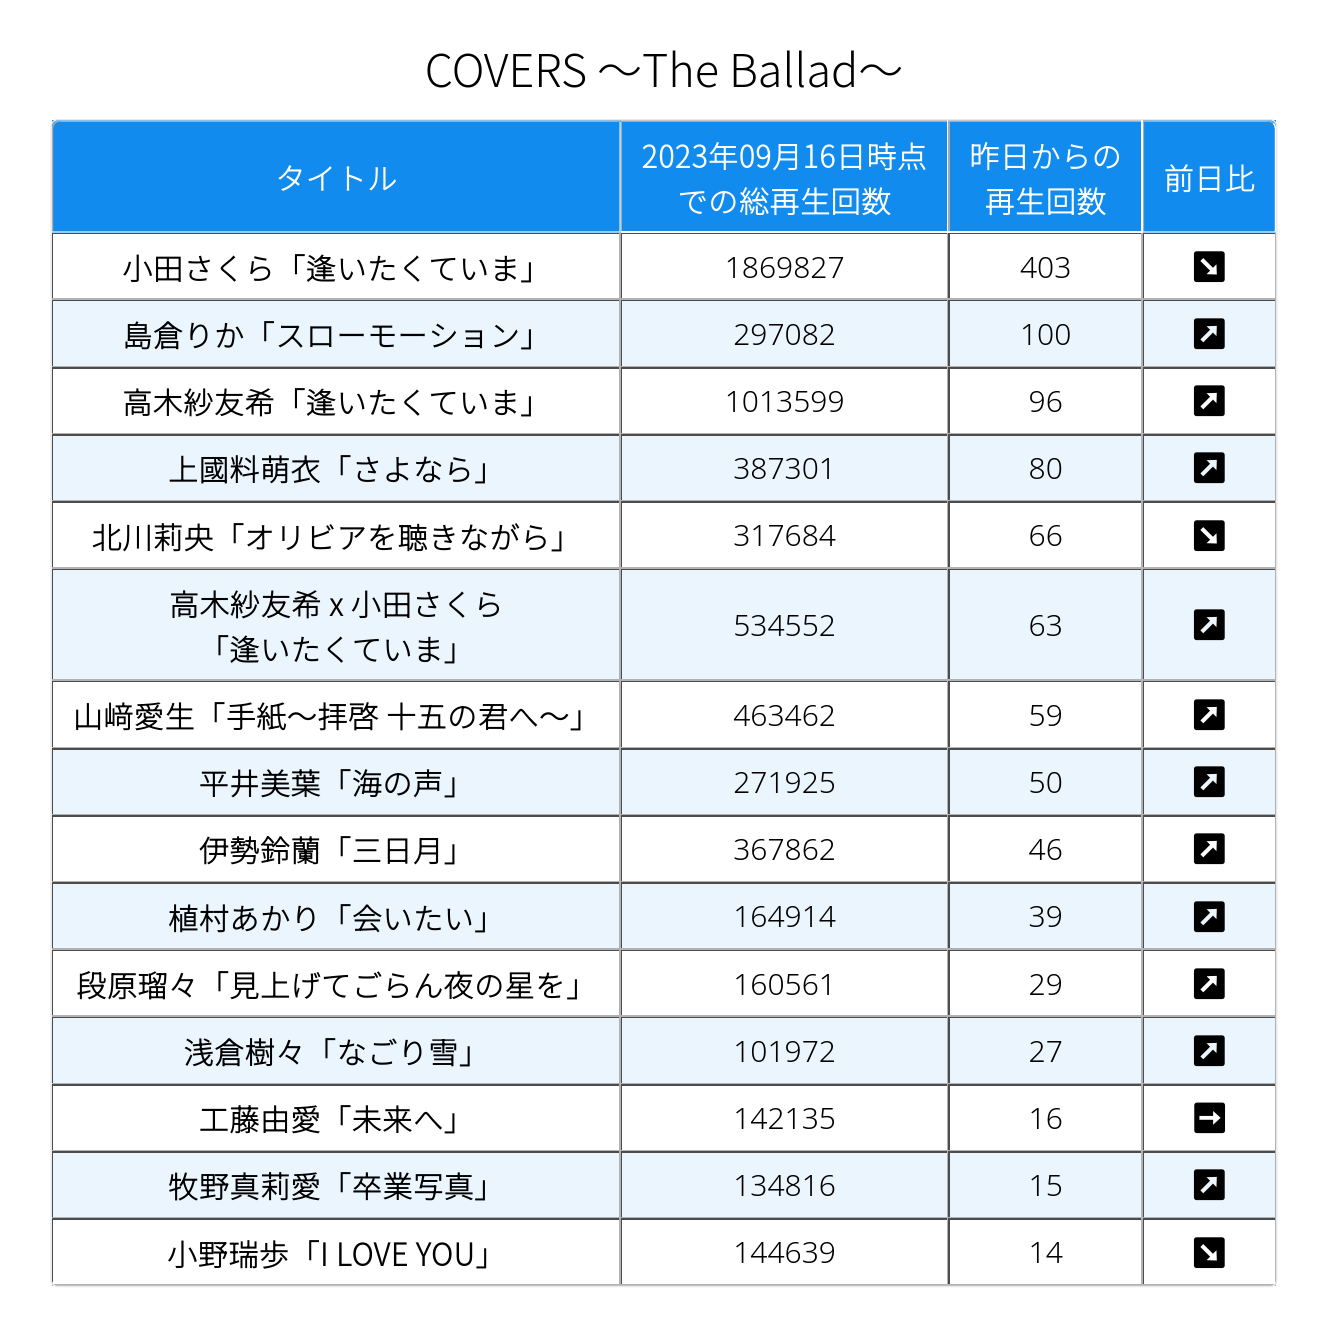 COVERS ～The Ballad～
タイトル
2023年09月16日時点
での総再生回数
昨日からの
再生回数
前日比
小田さくら「逢いたくていま」 1869827 403 ↘
島倉りか「スローモーション」 297082 100 ↗
高木紗友希「逢いたくていま」 1013599 96 ↗
上國料萌衣「さよなら」 387301 80 ↗
北川莉央「オリビアを聴きながら」 317684 66 ↘
高木紗友希 x 小田さくら
「逢いたくていま」 534552 63 ↗
山﨑愛生「手紙～拝啓 十五の君へ～」 463462 59 ↗
平井美葉「海の声」 271925 50 ↗
伊勢鈴蘭「三日月」 367862 46 ↗
植村あかり「会いたい」 164914 39 ↗
段原瑠々「見上げてごらん夜の星を」 160561 29 ↗
浅倉樹々「なごり雪」 101972 27 ↗
工藤由愛「未来へ」 142135 16 →
牧野真莉愛「卒業写真」 134816 15 ↗
小野瑞歩「I LOVE YOU」 144639 14 ↘